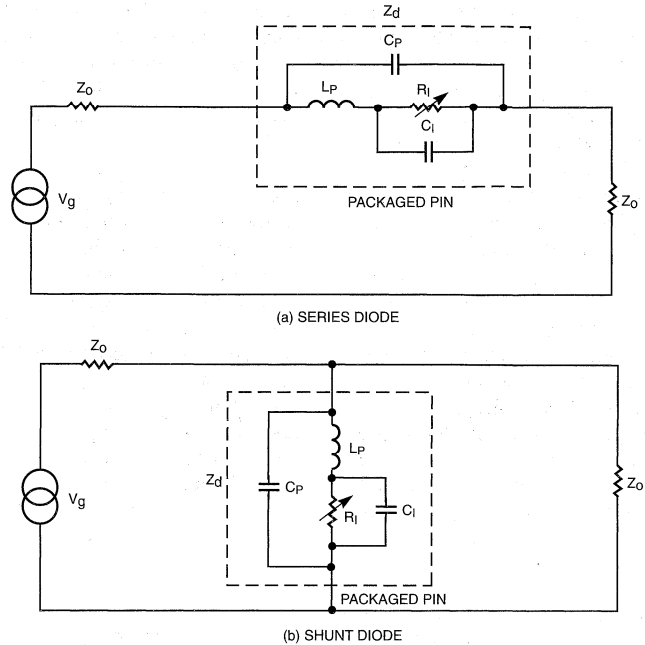 Zd
CP
Zo
LP
RI
CI
Vg
Zo
PACKAGED PIN
(a) SERIES DIODE
Zo
LP
Zd
CP
Vg
RI
CI
Zo
PACKAGED PIN
(b) SHUNT DIODE